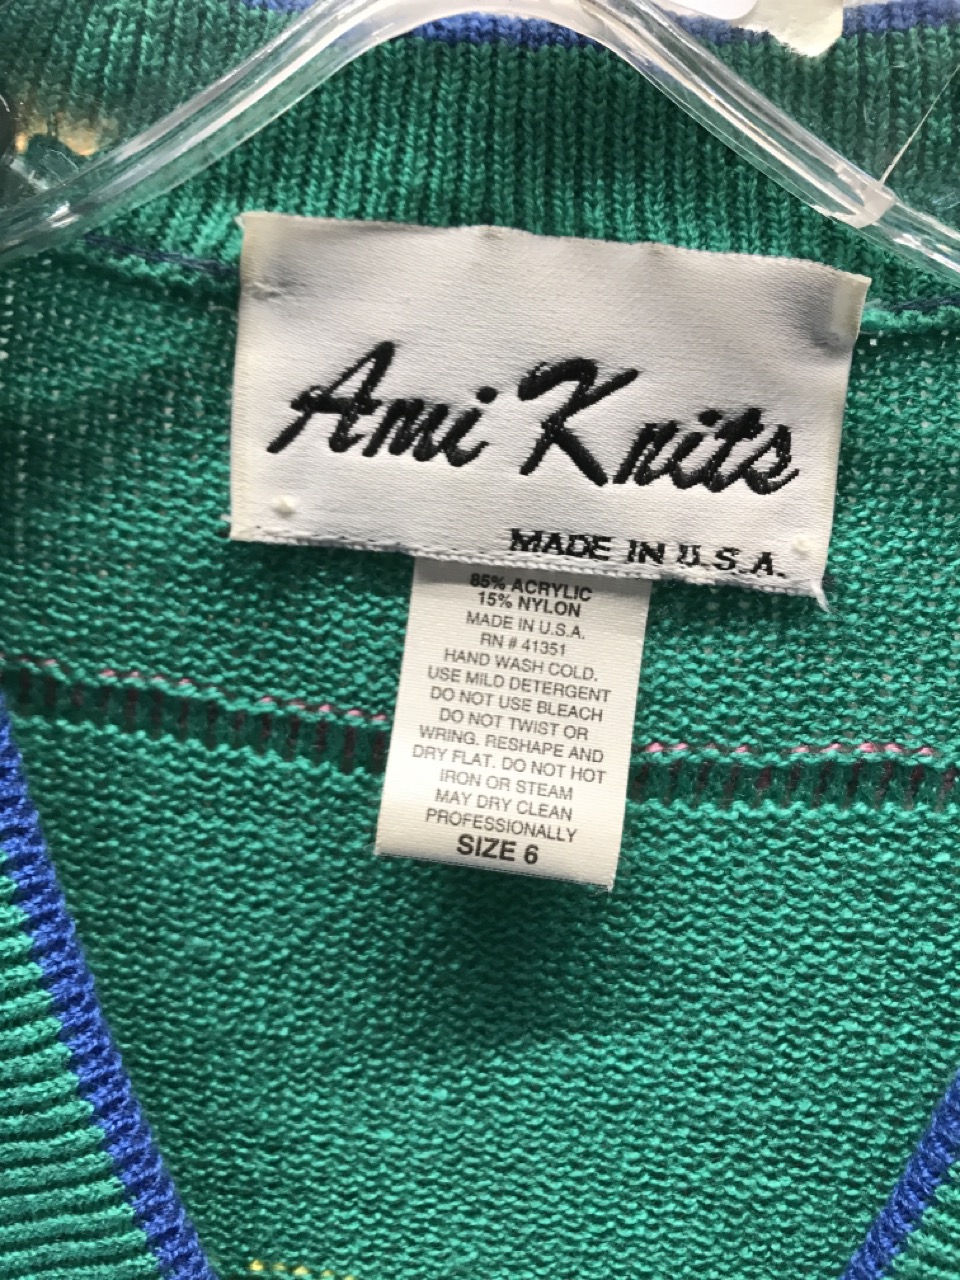 Ami Knits
MADE IN U.S.A.
85% ACRYLIC
15% NYLON
MADE IN U.S.A.
RN # 41351
HAND WASH COLD.
USE MILD DETERGENT
DO NOT USE BLEACH
DO NOT TWIST OR
WRING. RESHAPE AND
DRY FLAT. DO NOT HOT
IRON OR STEAM
MAY DRY CLEAN
PROFESSIONALLY
SIZE 6